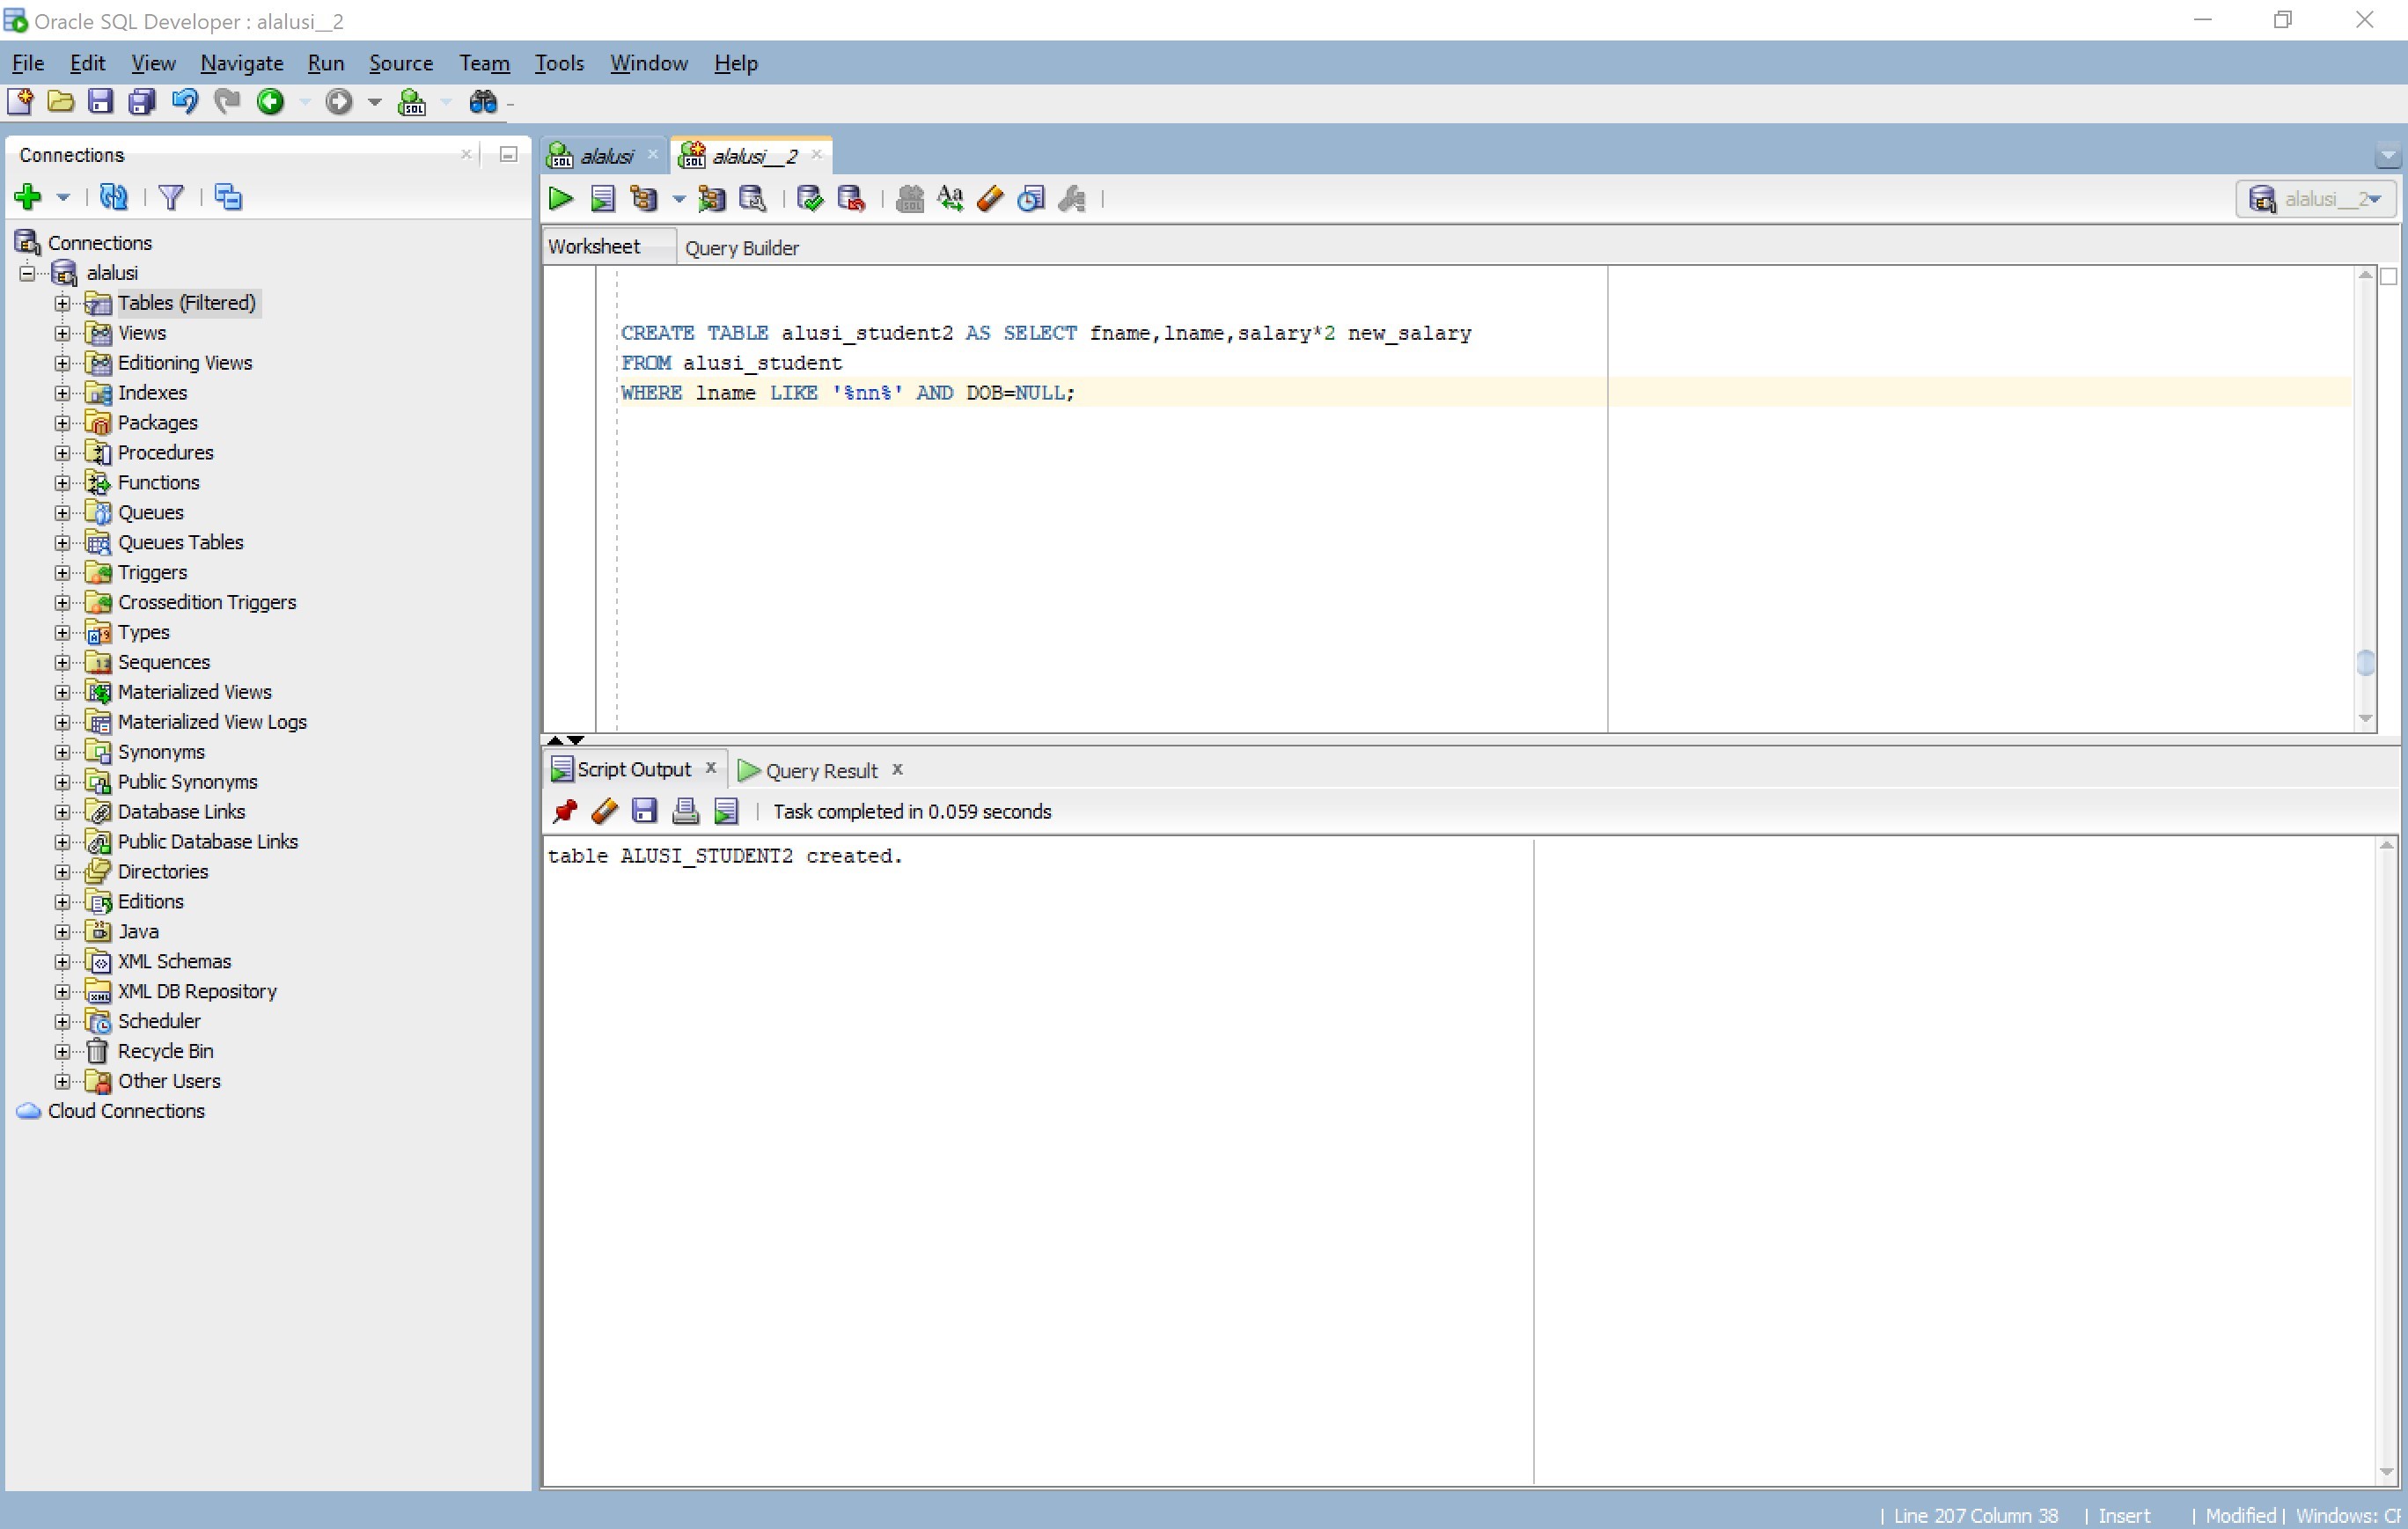 Oracle SQL Developer : alalusi__2
File Edit View Navigate Run Source Team Tools Window Help
Connections
alalusi
alalusi__2
alalusi__2
Worksheet
Query Builder
Connections
alalusi
Tables (Filtered)
Views
Editioning Views
Indexes
Packages
Procedures
Functions
Queues
Queues Tables
Triggers
Crossedition Triggers
Types
Sequences
Materialized Views
Materialized View Logs
Synonyms
Public Synonyms
Database Links
Public Database Links
Directories
Editions
Java
XML Schemas
XML DB Repository
Scheduler
Recycle Bin
Other Users
Cloud Connections
CREATE TABLE alusi_student2 AS SELECT fname,lname,salary*2 new_salary
FROM alusi_student
WHERE lname LIKE '%nn%' AND DOB=NULL;
Script Output
Query Result
Task completed in 0.059 seconds
table ALUSI_STUDENT2 created.
| Line 207 Column 38 | Insert | Modified | Windows: